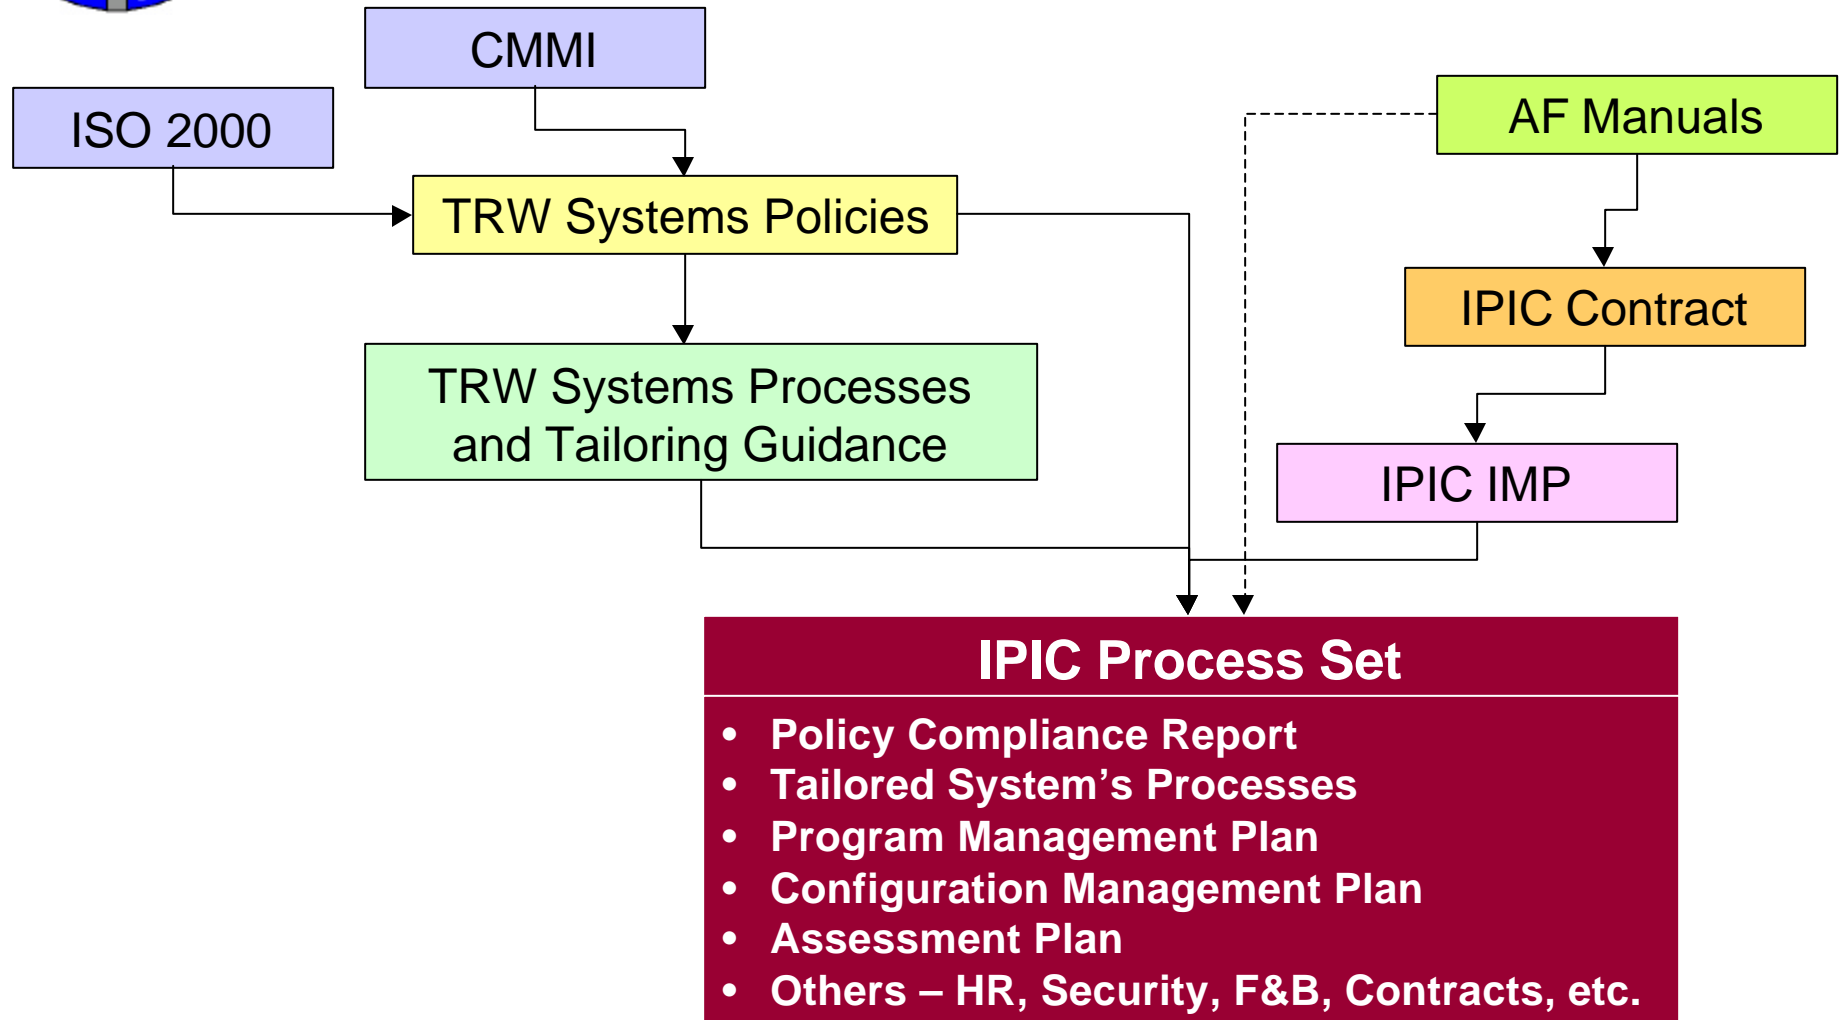 CMMI
ISO 2000
AF Manuals
TRW Systems Policies
IPIC Contract
TRW Systems Processes
and Tailoring Guidance
IPIC IMP
IPIC Process Set
• Policy Compliance Report
• Tailored System’s Processes
• Program Management Plan
• Configuration Management Plan
• Assessment Plan
• Others – HR, Security, F&B, Contracts, etc.